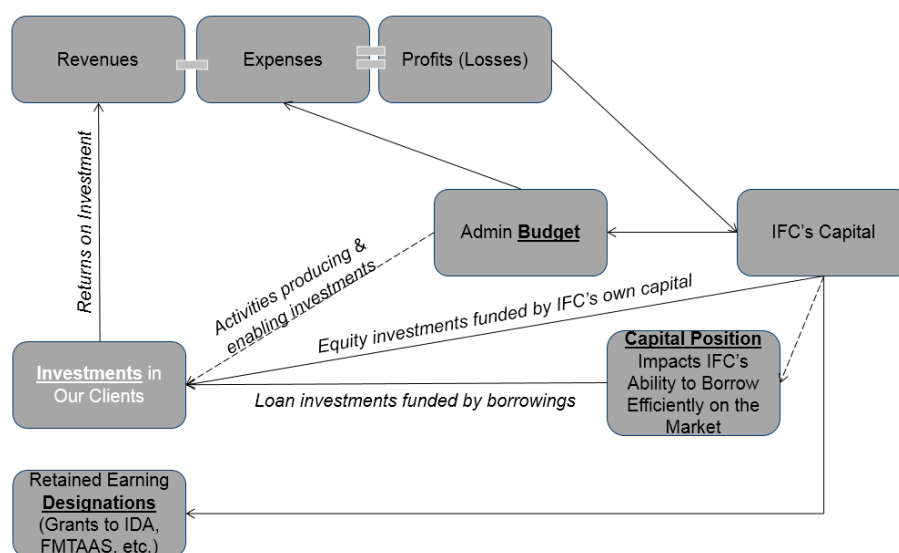 Revenues
Expenses
Profits (Losses)
Returns on Investment
Admin Budget
IFC's Capital
Activities producing &
enabling investments
Equity investments funded by IFC's own capital
Capital Position
Impacts IFC's
Ability to Borrow
Efficiently on the
Market
Investments in
Our Clients
Loan investments funded by borrowings
Retained Earning
Designations
(Grants to IDA,
FMTAAS, etc.)